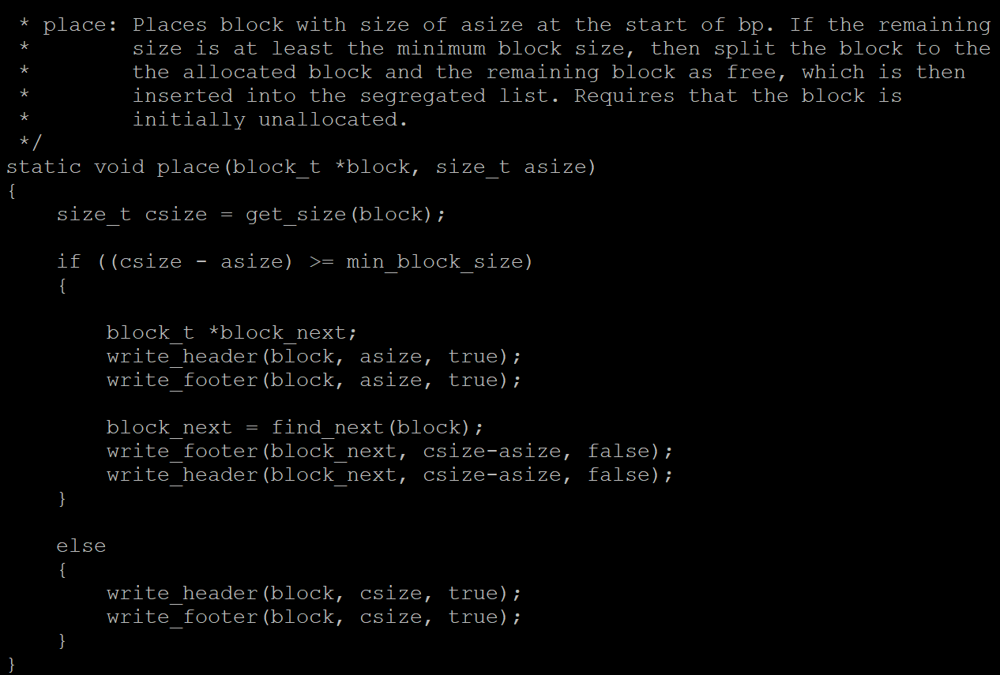 * place: Places block with size of asize at the start of bp. If the remaining
 *        size is at least the minimum block size, then split the block to the
 *        the allocated block and the remaining block as free, which is then
 *        inserted into the segregated list. Requires that the block is
 *        initially unallocated.
 */
static void place(block_t *block, size_t asize)
{
    size_t csize = get_size(block);

    if ((csize - asize) >= min_block_size)
    {

        block_t *block_next;
        write_header(block, asize, true);
        write_footer(block, asize, true);

        block_next = find_next(block);
        write_footer(block_next, csize-asize, false);
        write_header(block_next, csize-asize, false);
    }

    else
    {
        write_header(block, csize, true);
        write_footer(block, csize, true);
    }
}